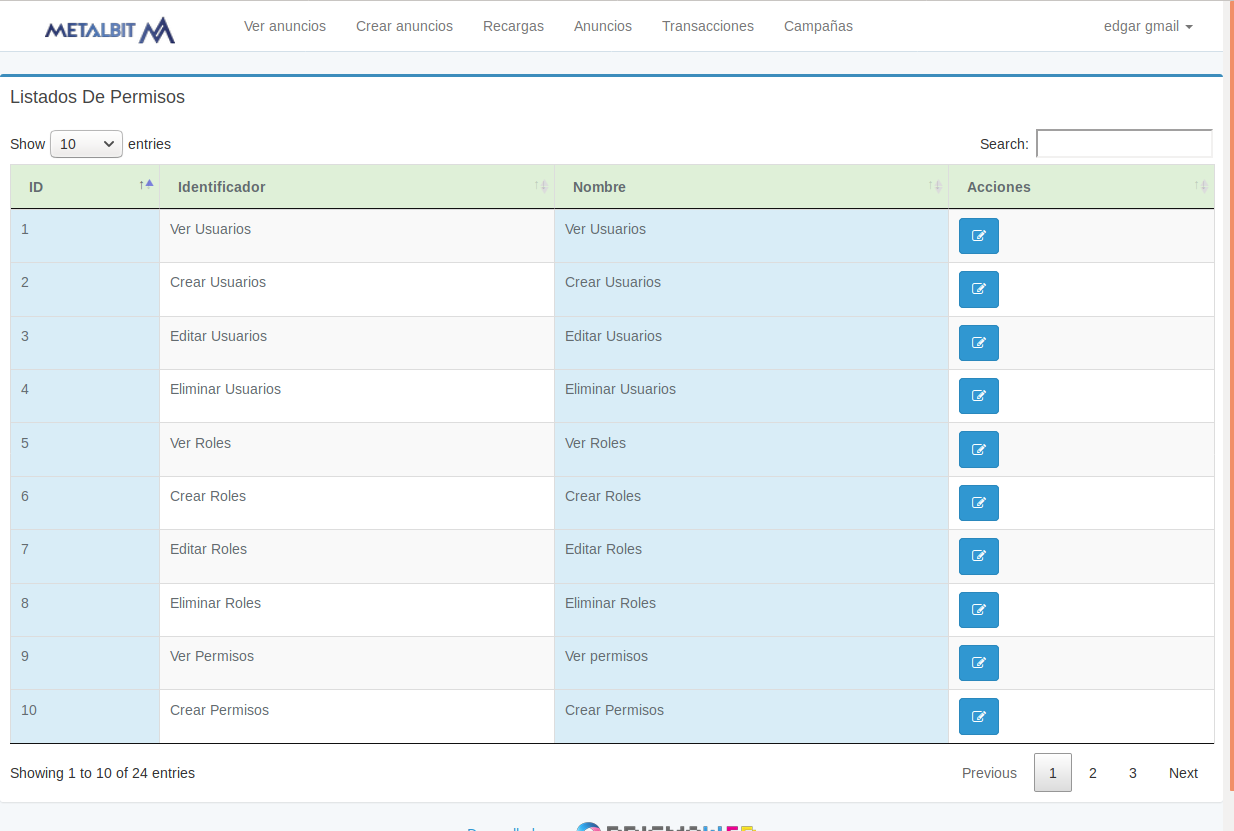 METALBIT Ver anuncios Crear anuncios Recargas Anuncios Transacciones Campañas edgar gmail
Listados De Permisos
Show 10 entries Search:
ID Identificador Nombre Acciones
1 Ver Usuarios Ver Usuarios
2 Crear Usuarios Crear Usuarios
3 Editar Usuarios Editar Usuarios
4 Eliminar Usuarios Eliminar Usuarios
5 Ver Roles Ver Roles
6 Crear Roles Crear Roles
7 Editar Roles Editar Roles
8 Eliminar Roles Eliminar Roles
9 Ver Permisos Ver permisos
10 Crear Permisos Crear Permisos
Showing 1 to 10 of 24 entries Previous 1 2 3 Next